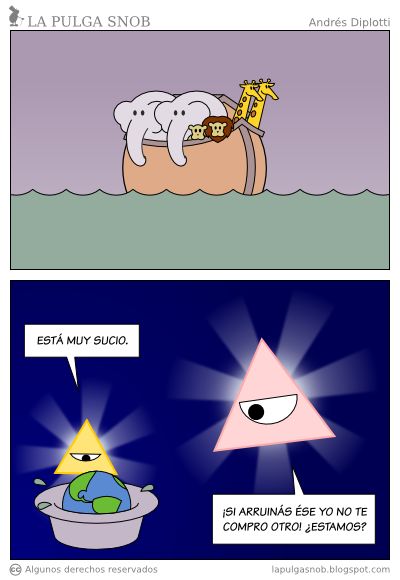 LA PULGA SNOB
Andrés Diplotti
ESTÁ MUY SUCIO.
¡SI ARRUINÁS ÉSE YO NO TE
COMPRO OTRO! ¿ESTAMOS?
cc Algunos derechos reservados
lapulgasnob.blogspot.com